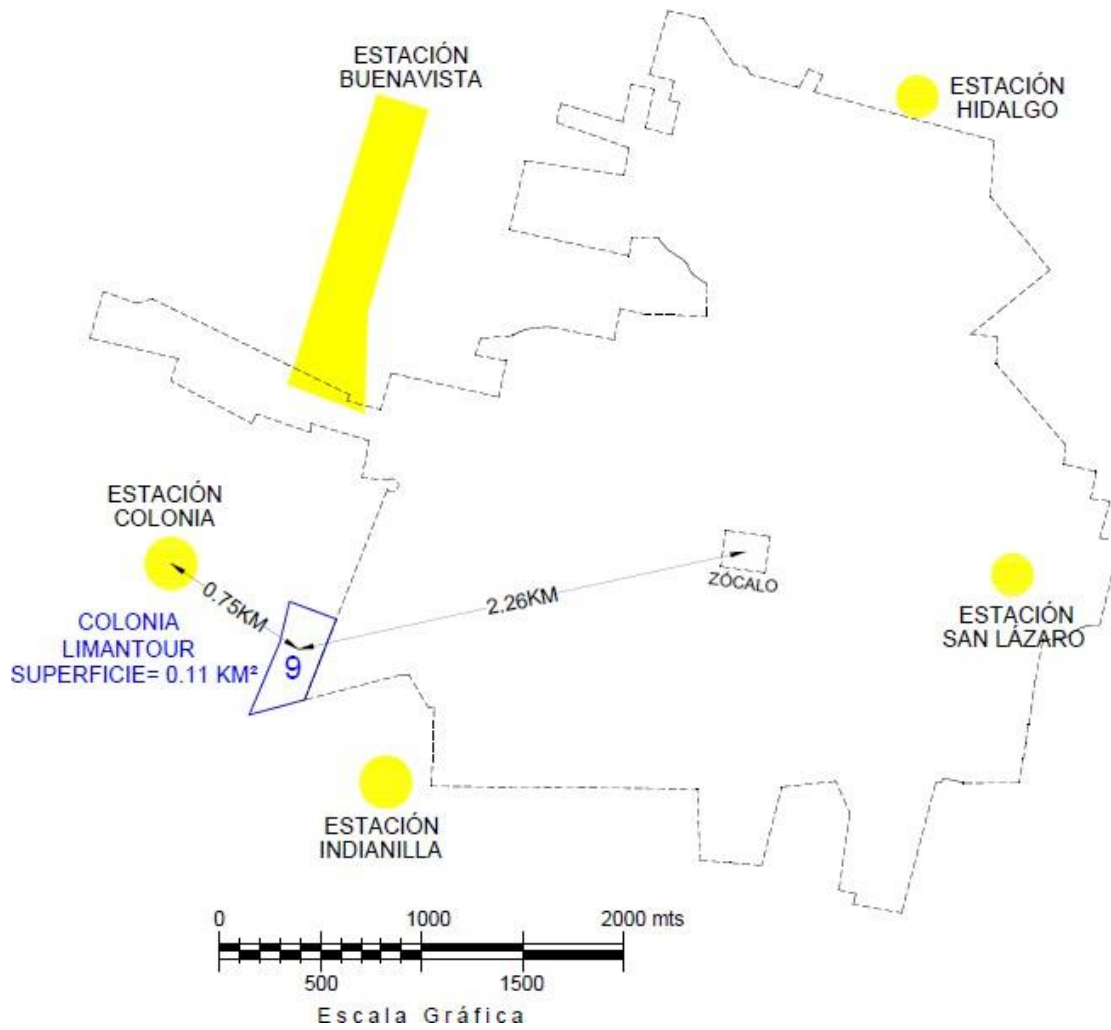 ESTACIÓN
BUENAVISTA
ESTACIÓN
HIDALGO
ESTACIÓN
COLONIA
0.75KM
2.26KM
ZÓCALO
COLONIA
LIMANTOUR
SUPERFICIE= 0.11 KM²
9
ESTACIÓN
SAN LÁZARO
ESTACIÓN
INDIANILLA
0 1000 2000 mts
500 1500
Escala Gráfica